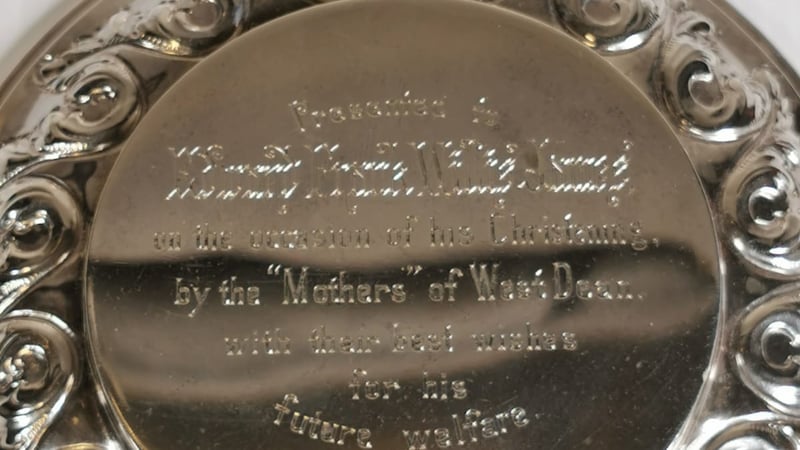 Presented to
on the occasion of his Christening,
by the "Mothers" of West Dean.
with their best wishes
for his
future welfare